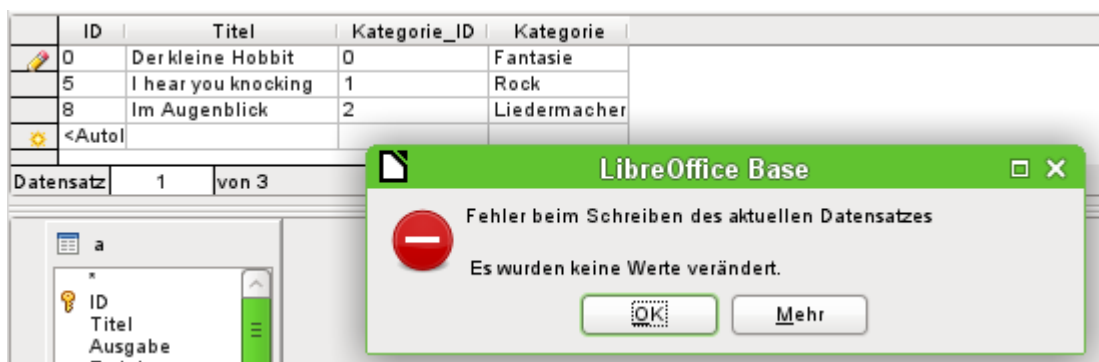 ID Titel Kategorie_ID Kategorie
0 Der kleine Hobbit 0 Fantasie
5 I hear you knocking 1 Rock
8 Im Augenblick 2 Liedermacher
<Autol
Datensatz 1 von 3
LibreOffice Base
Fehler beim Schreiben des aktuellen Datensatzes
Es wurden keine Werte verändert.
OK Mehr
a
*
ID
Titel
Ausgabe